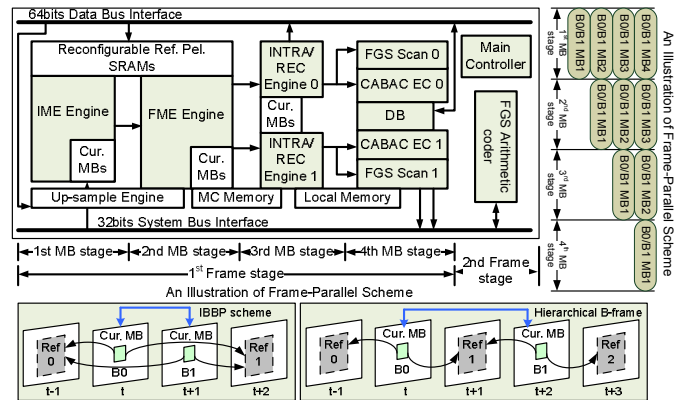 64bits Data Bus Interface
Reconfigurable Ref. Pel.
SRAMs
IME Engine
Cur.
MBs
FME Engine
Cur.
MBs
INTRA/
REC
Engine 0
Cur.
MBs
INTRA/
REC
Engine 1
FGS Scan 0
CABAC EC 0
DB
CABAC EC 1
FGS Scan 1
Main
Controller
FGS Arithmetic
coder
Up-sample Engine
MC Memory
Local Memory
32bits System Bus Interface
1st MB stage
2nd MB stage
3rd MB stage
4th MB stage
1st Frame stage
2nd Frame
stage
An Illustration of Frame-Parallel Scheme
1st MB
stage
B0/B1 MB1
B0/B1 MB2
B0/B1 MB3
B0/B1 MB4
2nd MB
stage
B0/B1 MB1
B0/B1 MB2
B0/B1 MB3
3rd MB
stage
B0/B1 MB1
B0/B1 MB2
4th MB
stage
B0/B1 MB1
An Illustration of Frame-Parallel Scheme
IBBP scheme
Cur. MB
Cur. MB
Ref
0
B0
B1
Ref
1
t-1
t
t+1
t+2
Hierarchical B-frame
Cur. MB
Cur. MB
Ref
0
B0
Ref
1
B1
Ref
2
t-1
t
t+1
t+2
t+3